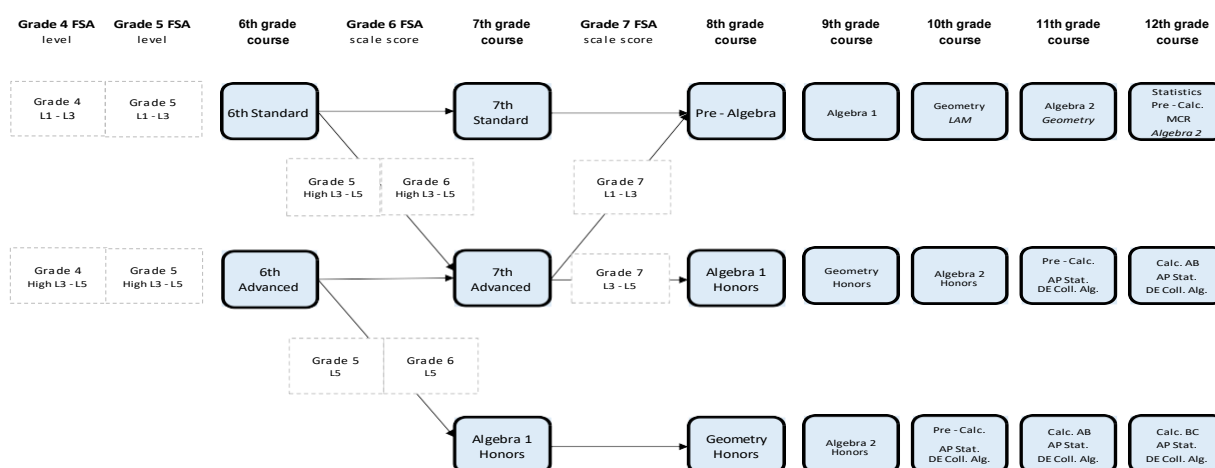 Grade 4 FSA
level
Grade 5 FSA
level
6th grade
course
Grade 6 FSA
scale score
7th grade
course
Grade 7 FSA
scale score
8th grade
course
9th grade
course
10th grade
course
11th grade
course
12th grade
course
Grade 4
L1 - L3
Grade 5
L1 - L3
6th Standard
7th
Standard
Pre - Algebra
Algebra 1
Geometry
LAM
Algebra 2
Geometry
Statistics
Pre - Calc.
MCR
Algebra 2
Grade 5
High L3 - L5
Grade 6
High L3 - L5
Grade 7
L1 - L3
Grade 4
High L3 - L5
Grade 5
High L3 - L5
6th
Advanced
7th
Advanced
Grade 7
L3 - L5
Algebra 1
Honors
Geometry
Honors
Algebra 2
Honors
Pre - Calc.
AP Stat.
DE Coll. Alg.
Calc. AB
AP Stat.
DE Coll. Alg.
Grade 5
L5
Grade 6
L5
Algebra 1
Honors
Geometry
Honors
Algebra 2
Honors
Pre - Calc.
AP Stat.
DE Coll. Alg.
Calc. AB
AP Stat.
DE Coll. Alg.
Calc. BC
AP Stat.
DE Coll. Alg.